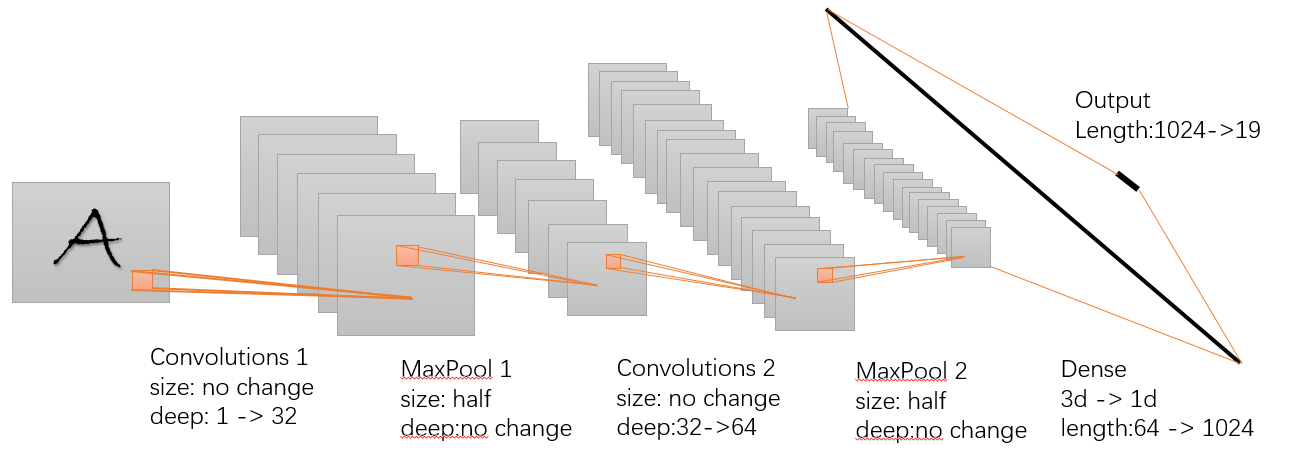 A
Convolutions 1
size: no change
deep: 1 -> 32
MaxPool 1
size: half
deep:no change
Convolutions 2
size: no change
deep:32->64
MaxPool 2
size: half
deep:no change
Dense
3d -> 1d
length:64 -> 1024
Output
Length:1024->19